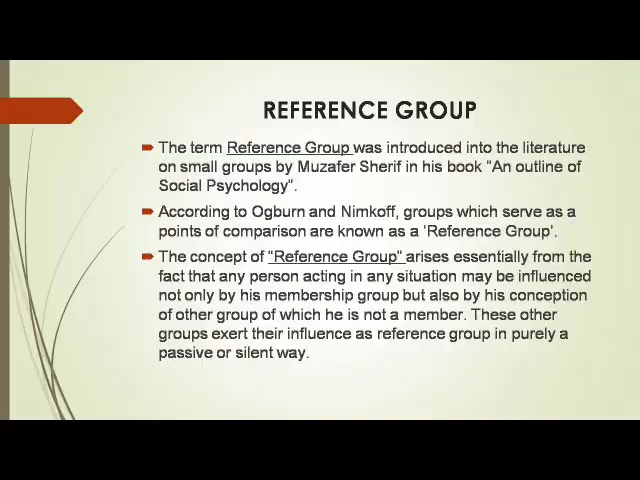 REFERENCE GROUP
The term Reference Group was introduced into the literature
on small groups by Muzafer Sherif in his book "An outline of
Social Psychology".
According to Ogburn and Nimkoff, groups which serve as a
points of comparison are known as a 'Reference Group'.
The concept of "Reference Group" arises essentially from the
fact that any person acting in any situation may be influenced
not only by his membership group but also by his conception
of other group of which he is not a member. These other
groups exert their influence as reference group in purely a
passive or silent way.